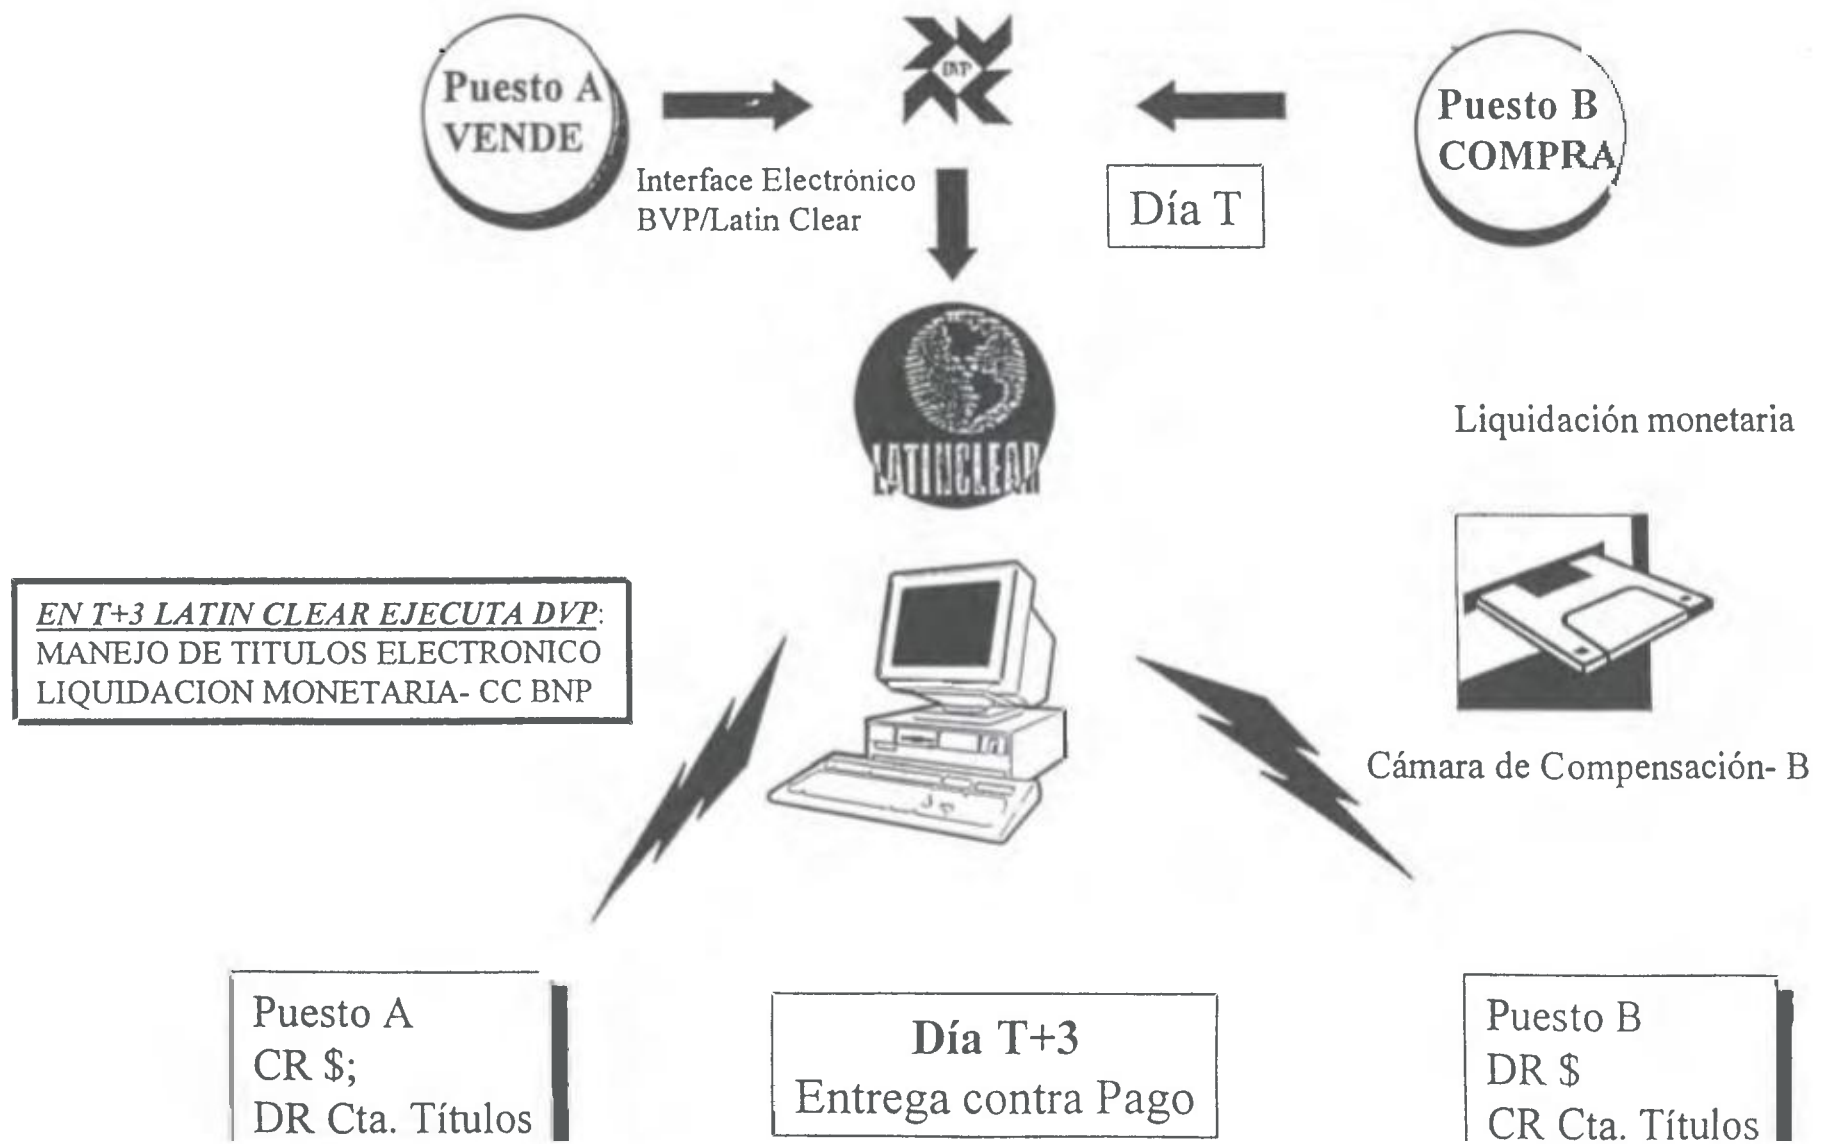 Puesto A
VENDE
Puesto B
COMPRA
Interface Electrónico
BVP/Latin Clear
Día T
LATINCLEAR
Liquidación monetaria
EN T+3 LATIN CLEAR EJECUTA DVP:
MANEJO DE TITULOS ELECTRONICO
LIQUIDACION MONETARIA- CC BNP
Cámara de Compensación- B
Puesto A
CR $;
DR Cta. Títulos
Día T+3
Entrega contra Pago
Puesto B
DR $
CR Cta. Títulos